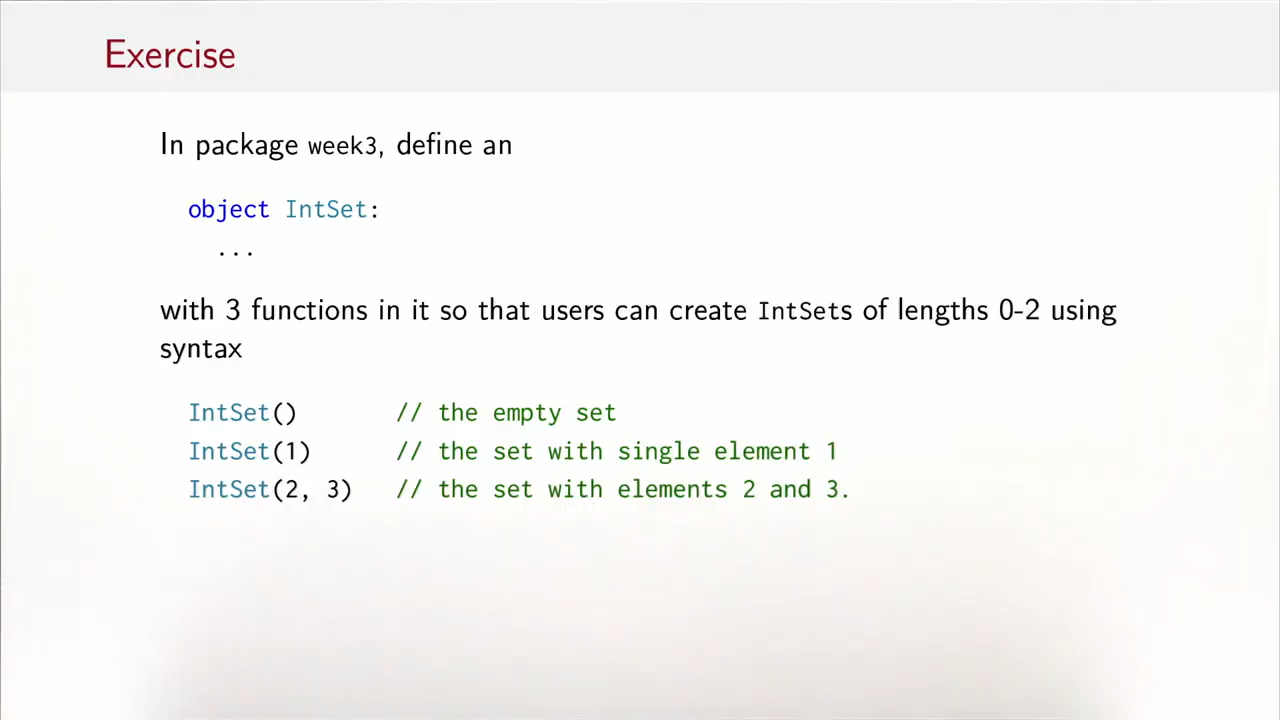 Exercise
In package week3, define an
object IntSet:
...
with 3 functions in it so that users can create IntSets of lengths 0-2 using
syntax
IntSet() // the empty set
IntSet(1) // the set with single element 1
IntSet(2, 3) // the set with elements 2 and 3.